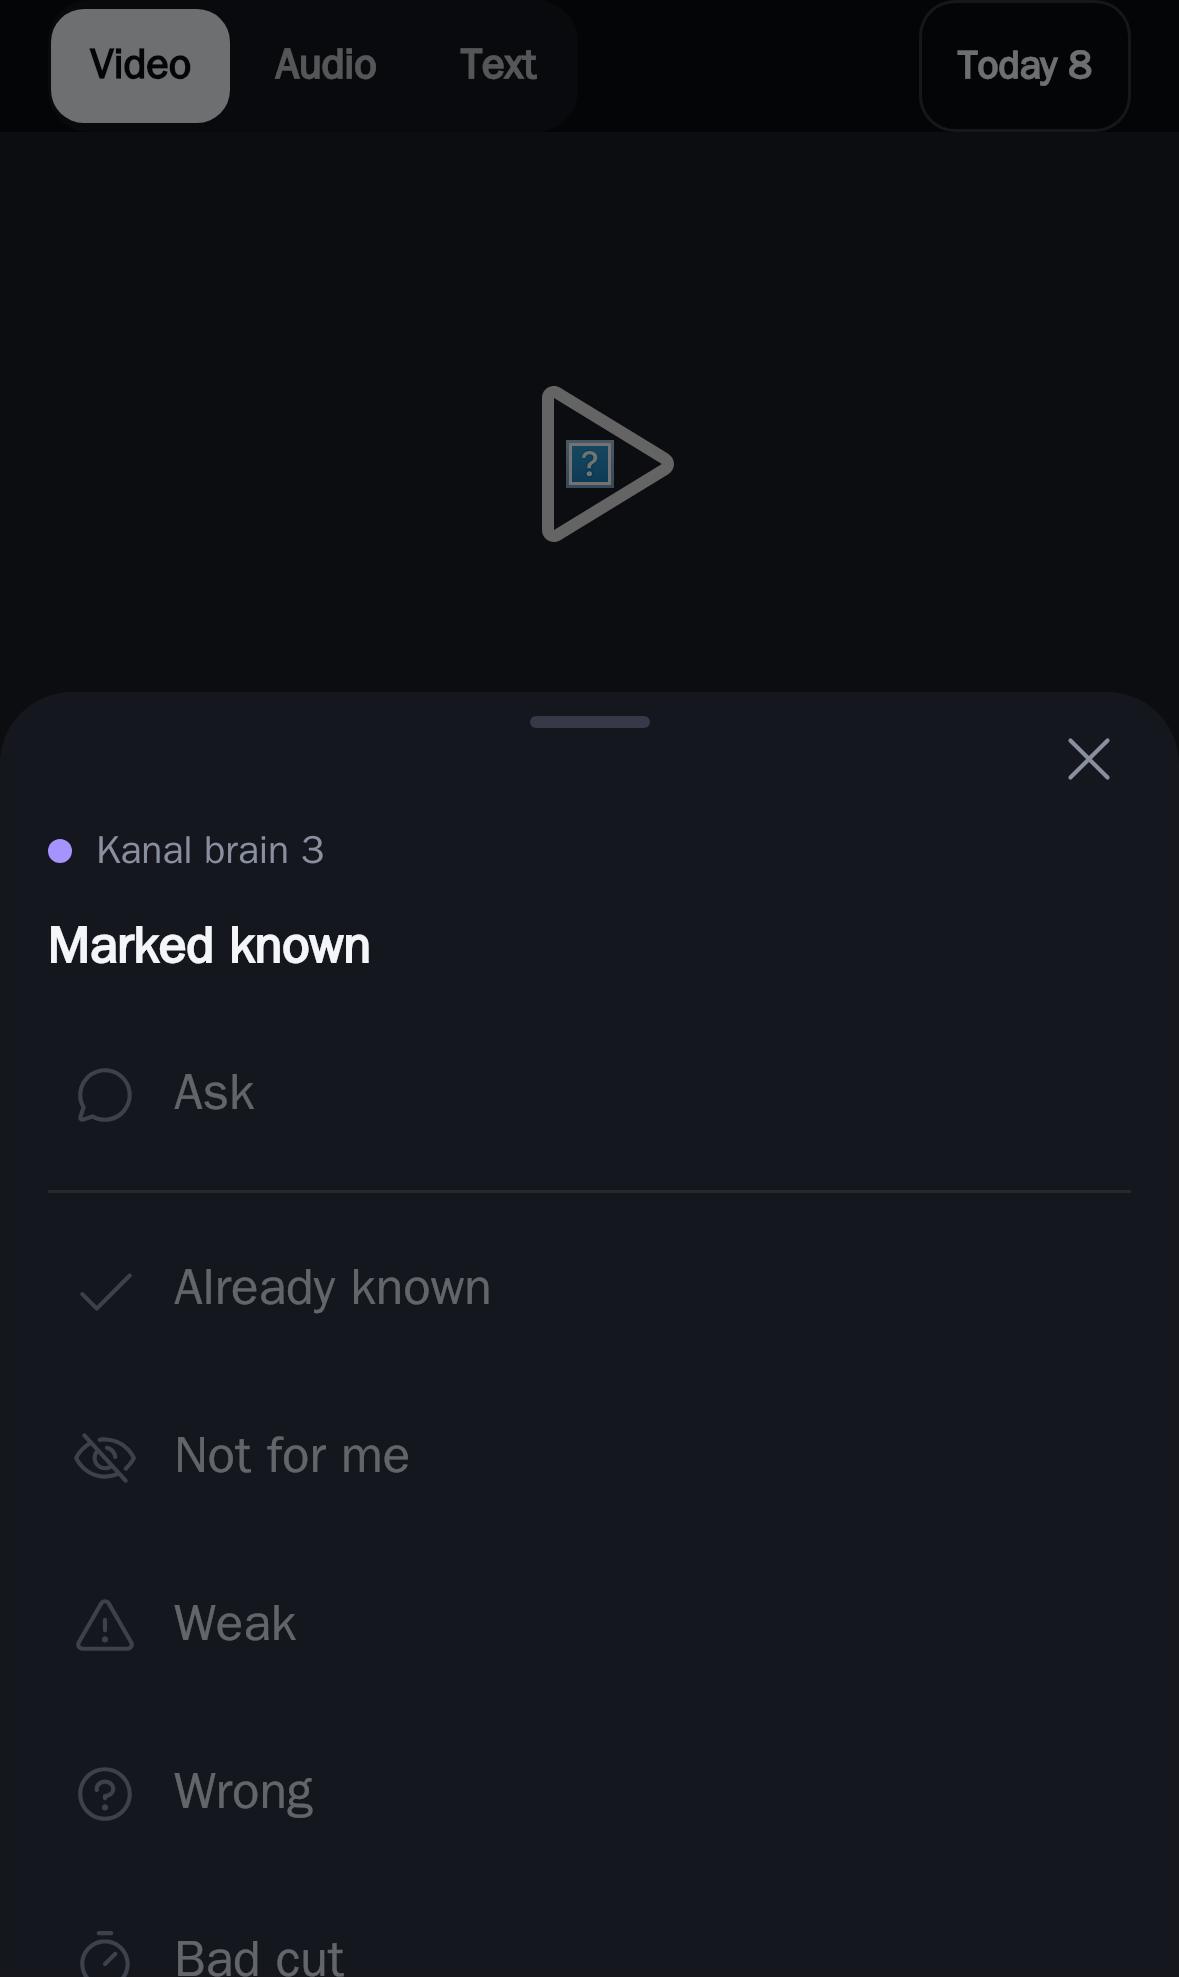 Video Audio Text Today 8
?
Kanal brain 3
Marked known
Ask
Already known
Not for me
Weak
Wrong
Bad cut